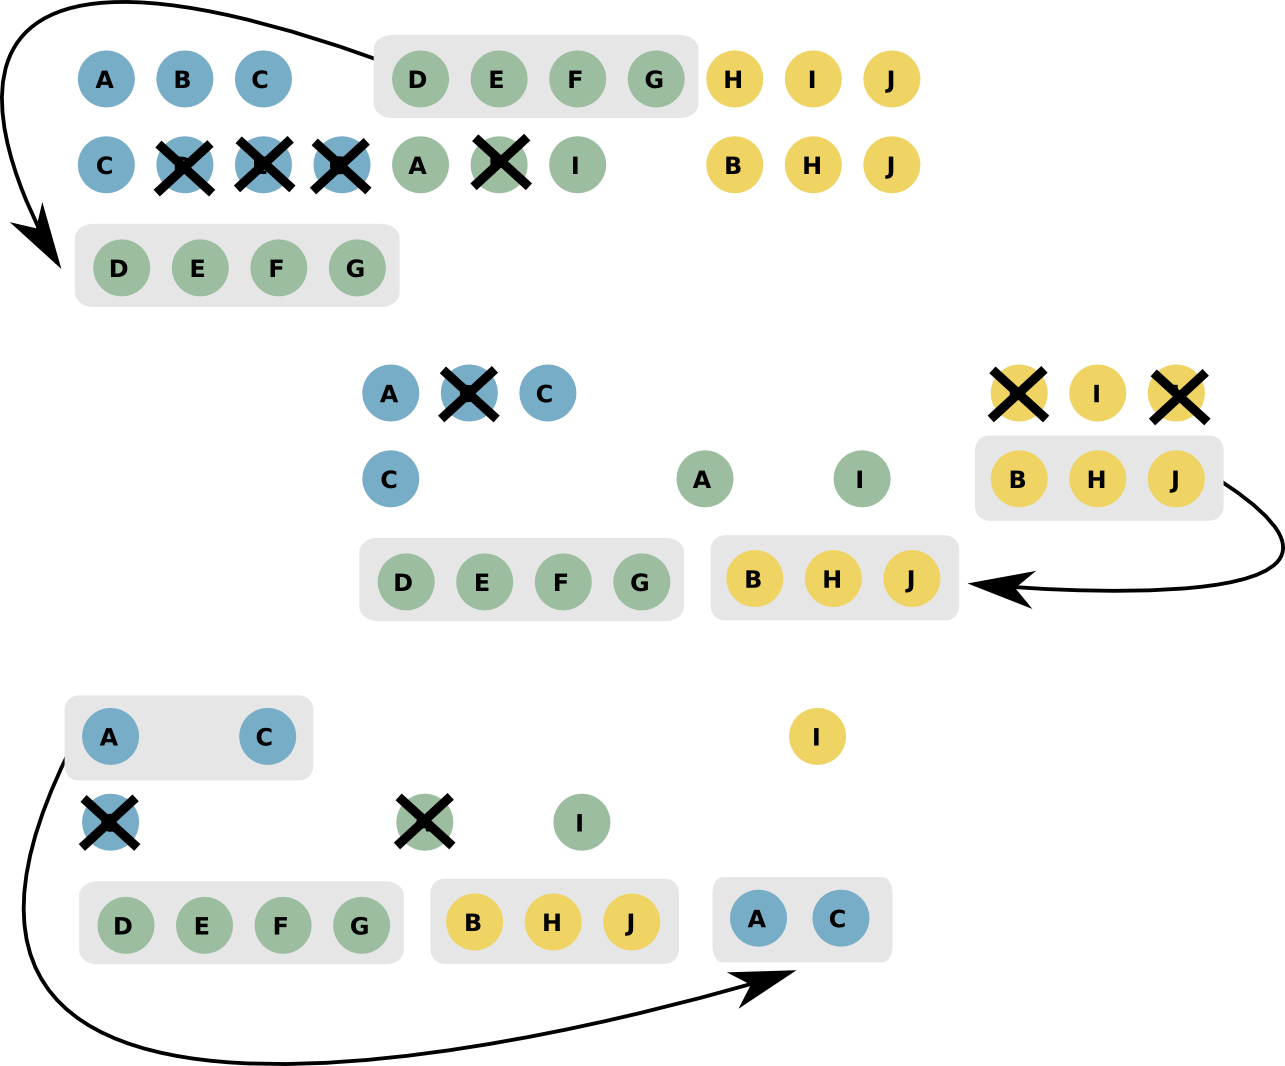 A B C D E F G H I J
C A I B H J
D E F G
A C I
C A I B H J
D E F G B H J
A C I
I
D E F G B H J A C